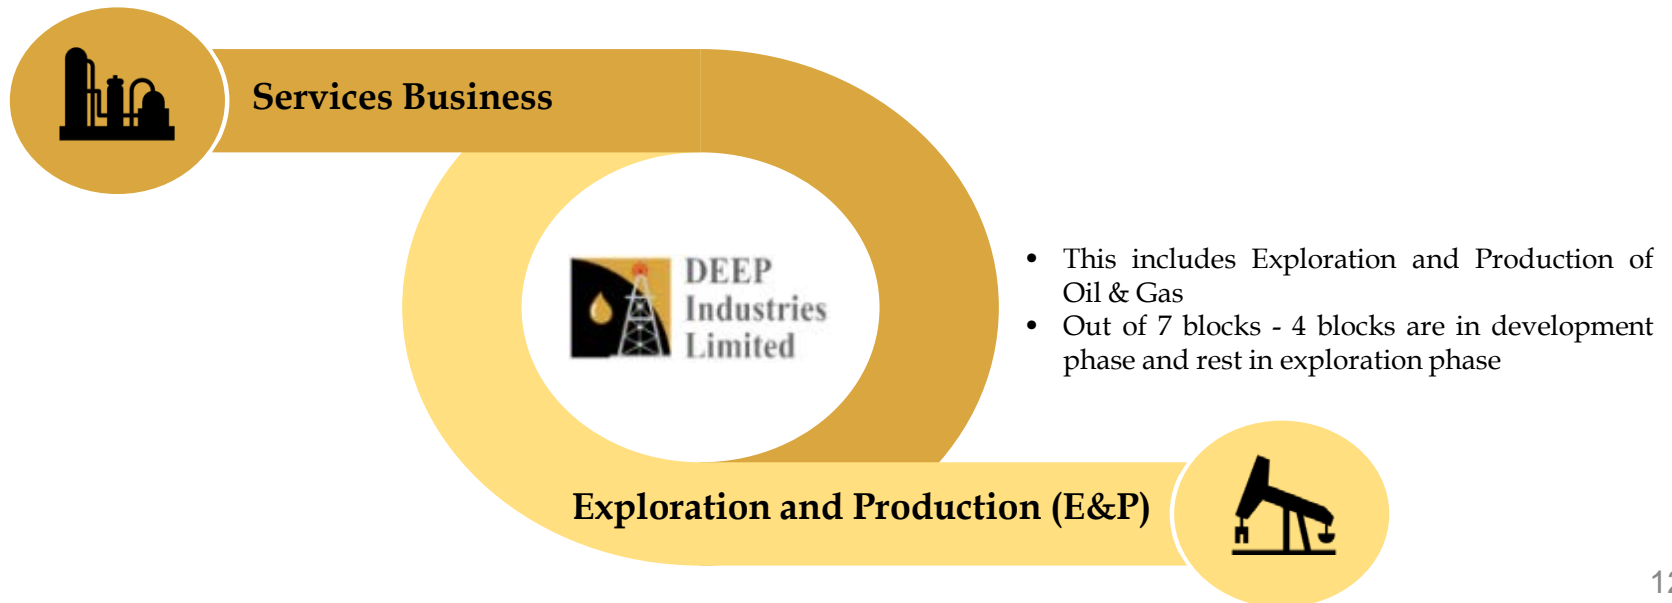 Services Business
DEEP
Industries
Limited
• This includes Exploration and Production of
Oil & Gas
• Out of 7 blocks - 4 blocks are in development
phase and rest in exploration phase
Exploration and Production (E&P)
12